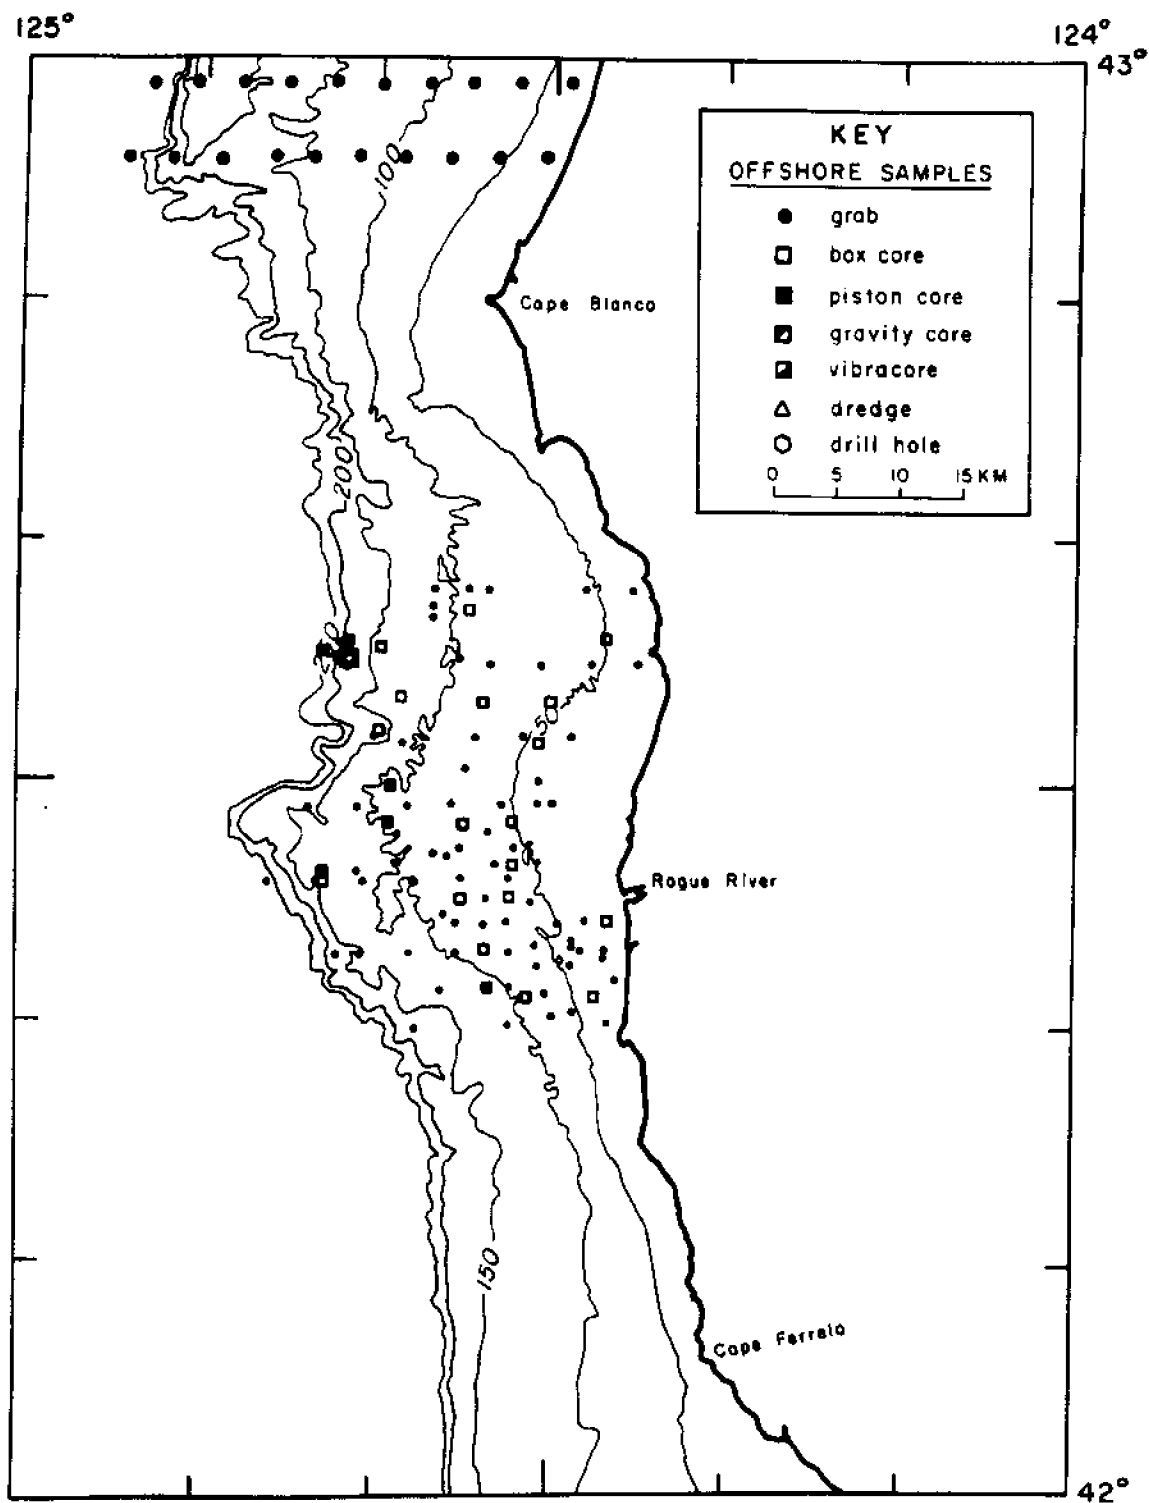 125°
124°
43°
KEY
OFFSHORE SAMPLES
grab
box core
piston core
gravity core
vibracore
dredge
drill hole
0 5 10 15 KM
100
Cape Blanco
200
50
Rogue River
150
Cape Ferrelo
42°